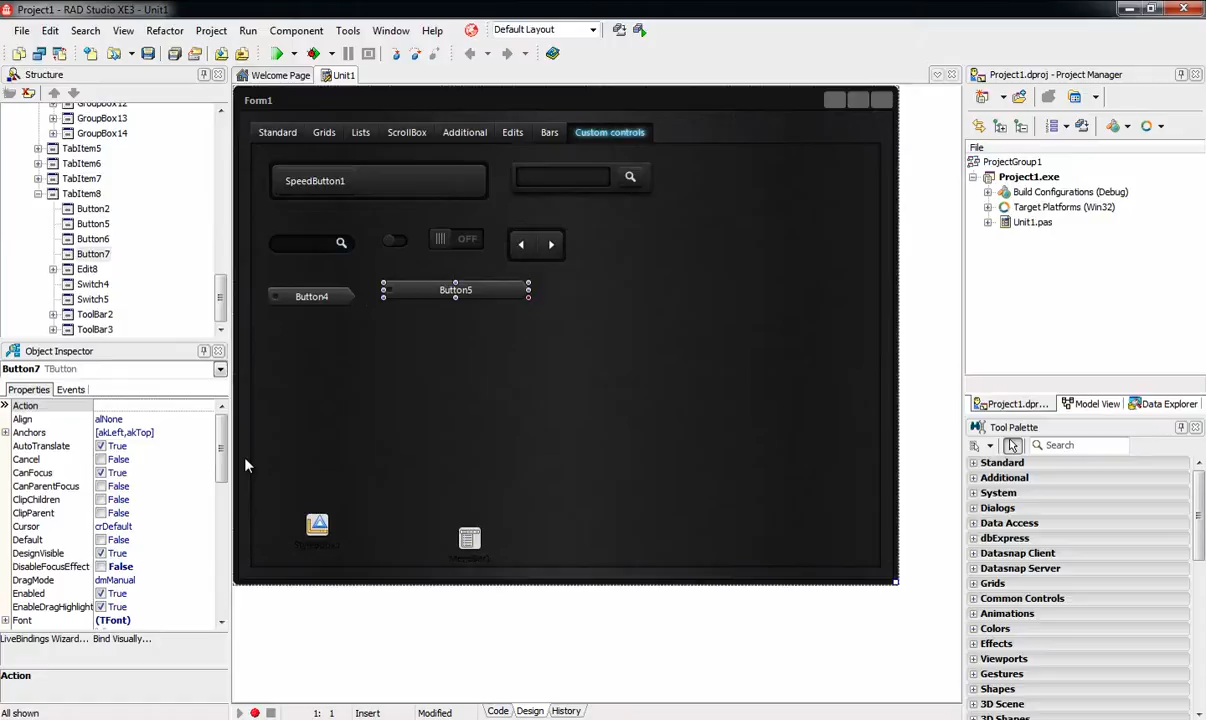 Project1 - RAD Studio XE3 - Unit1
File Edit Search View Refactor Project Run Component Tools Window Help
Default Layout
Structure
Welcome Page
Unit1
GroupBox12
GroupBox13
GroupBox14
TabItem5
TabItem6
TabItem7
TabItem8
Button2
Button5
Button6
Button7
Edit8
Switch4
Switch5
ToolBar2
ToolBar3
Object Inspector
Button7 TButton
Properties Events
Action
Align alNone
Anchors [akLeft,akTop]
AutoTranslate True
Cancel False
CanFocus True
CanParentFocus False
ClipChildren False
ClipParent False
Cursor crDefault
Default False
DesignVisible True
DisableFocusEffect False
DragMode dmManual
Enabled True
EnableDragHighlight True
Font (TFont)
LiveBindings Wizard... Bind Visually...
Action
All shown
Form1
Standard Grids Lists ScrollBox Additional Edits Bars Custom controls
SpeedButton1
OFF
Button4
Button5
1: 1 Insert Modified
Code Design History
Project1.dproj - Project Manager
File
ProjectGroup1
Project1.exe
Build Configurations (Debug)
Target Platforms (Win32)
Unit1.pas
Project1.dpr... Model View Data Explorer
Tool Palette
Search
Standard
Additional
System
Dialogs
Data Access
dbExpress
Datasnap Client
Datasnap Server
Grids
Common Controls
Animations
Colors
Effects
Viewports
Gestures
Shapes
3D Scene
3D Shapes